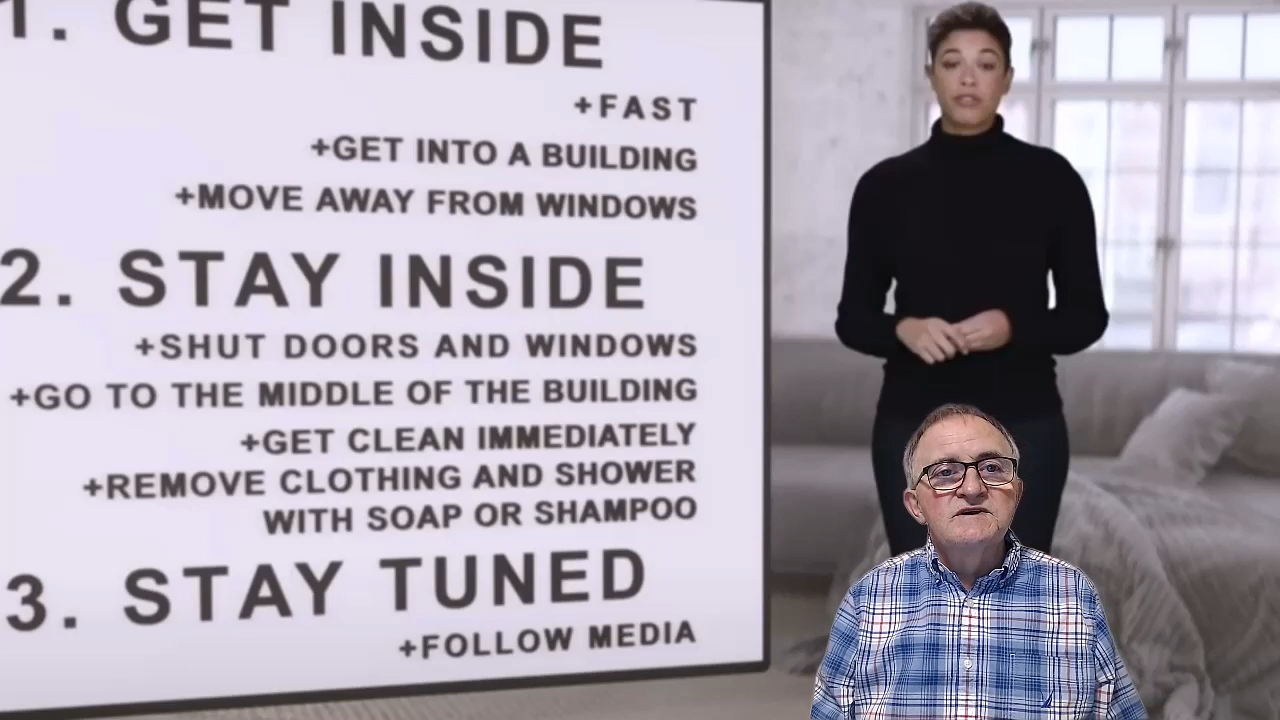 1. GET INSIDE
+FAST
+GET INTO A BUILDING
+MOVE AWAY FROM WINDOWS
2. STAY INSIDE
+SHUT DOORS AND WINDOWS
+GO TO THE MIDDLE OF THE BUILDING
+GET CLEAN IMMEDIATELY
+REMOVE CLOTHING AND SHOWER
WITH SOAP OR SHAMPOO
3. STAY TUNED
+FOLLOW MEDIA